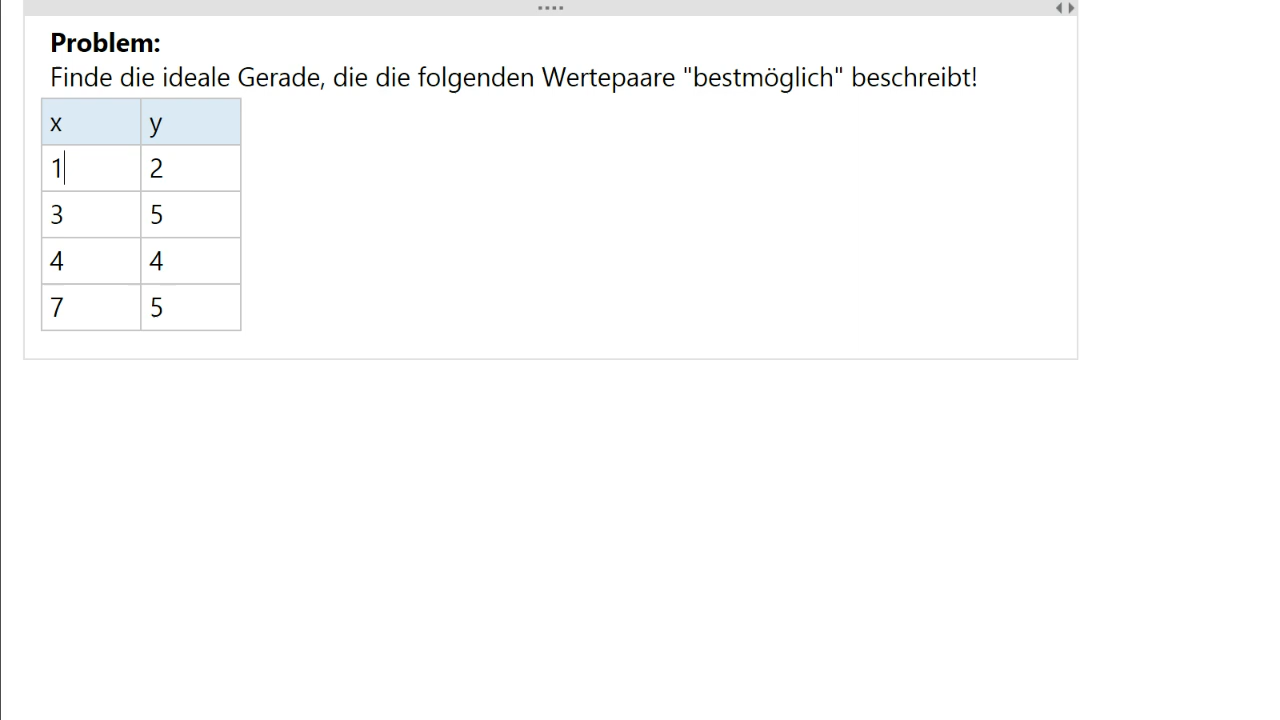 Problem:
Finde die ideale Gerade, die die folgenden Wertepaare "bestmöglich" beschreibt!
x y
1 2
3 5
4 4
7 5